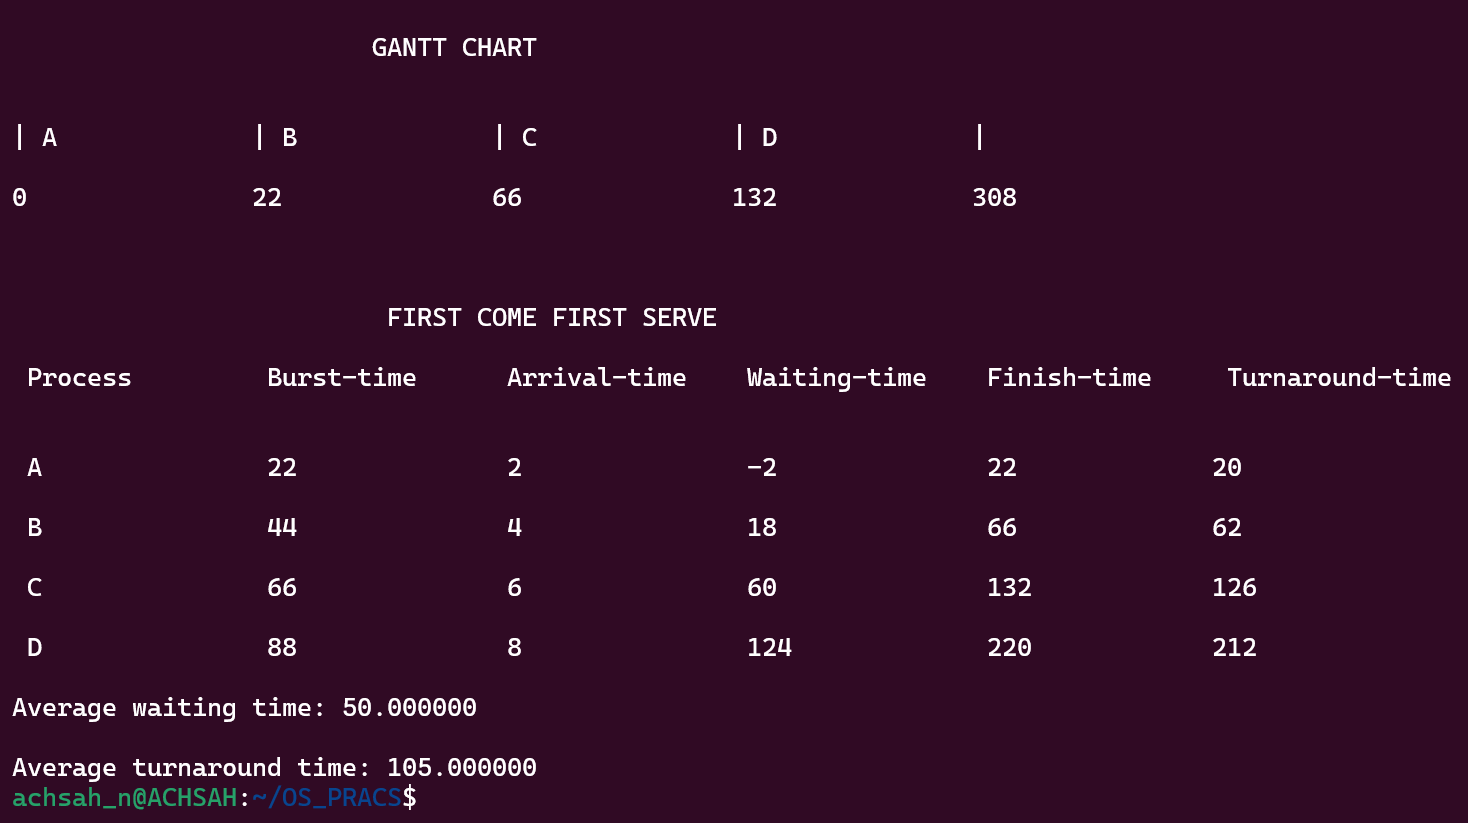 GANTT CHART
| A | B | C | D |
0 22 66 132 308
FIRST COME FIRST SERVE
Process Burst-time Arrival-time Waiting-time Finish-time Turnaround-time
A 22 2 -2 22 20
B 44 4 18 66 62
C 66 6 60 132 126
D 88 8 124 220 212
Average waiting time: 50.000000
Average turnaround time: 105.000000
achsah_n@ACHSAH:~/OS_PRACS$